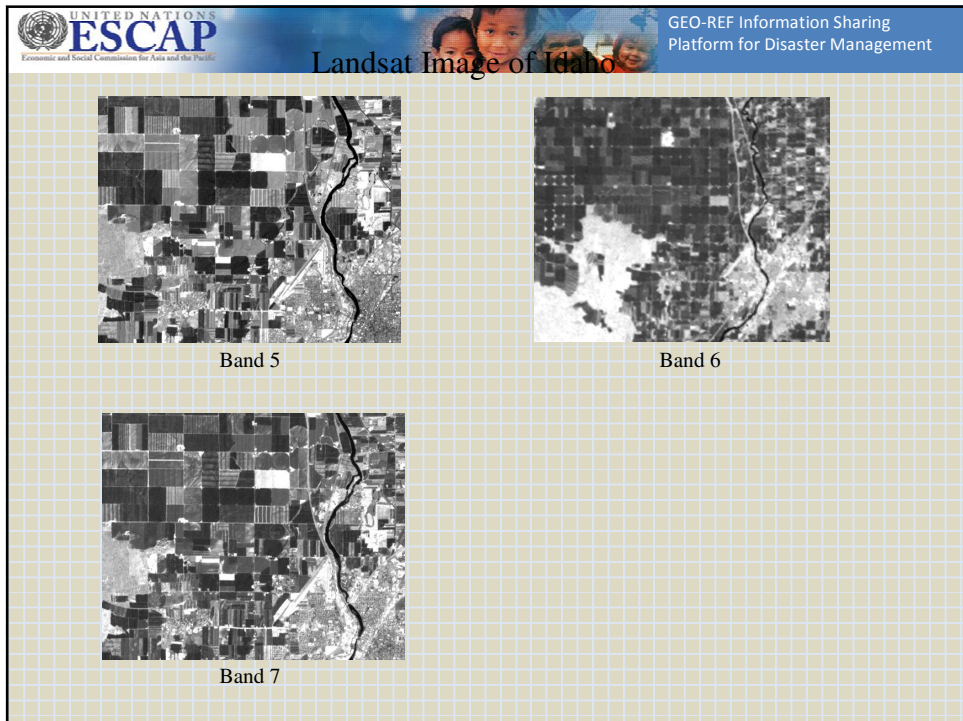 UNITED NATIONS
ESCAP
Economic and Social Commission for Asia and the Pacific
GEO-REF Information Sharing
Platform for Disaster Management
Landsat Image of Idaho
Band 5
Band 6
Band 7